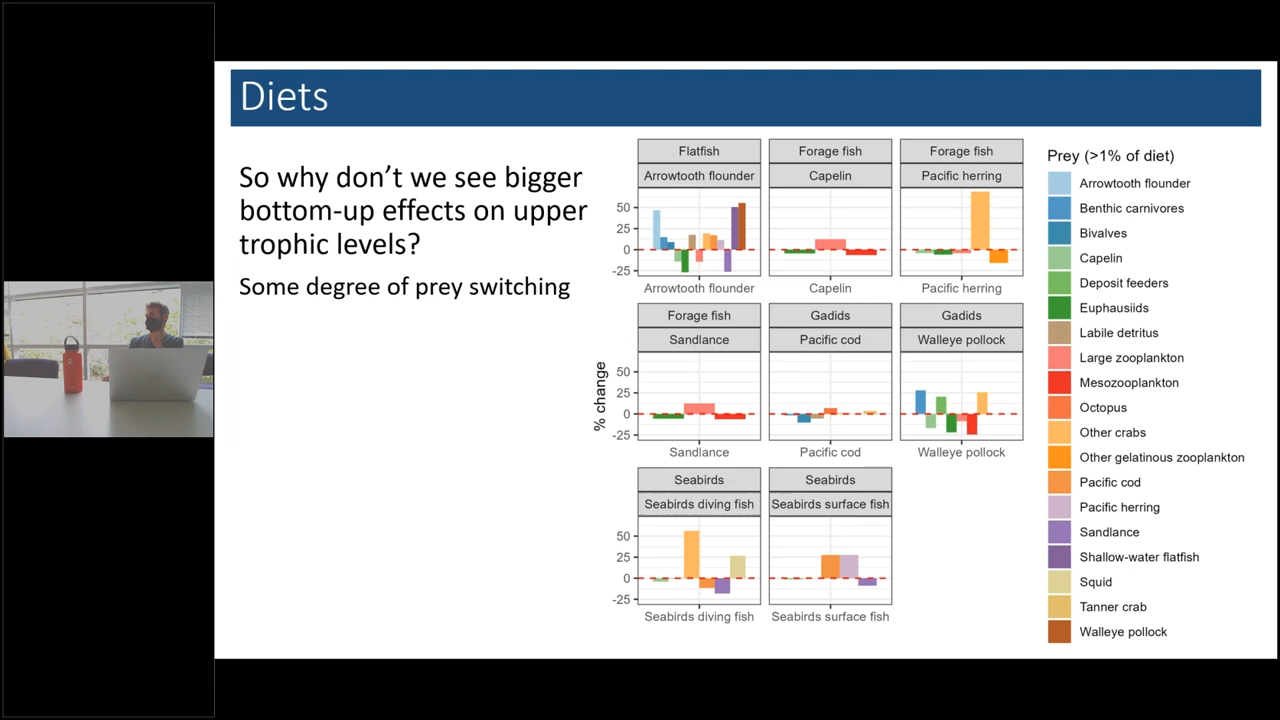 Diets
So why don't we see bigger
bottom-up effects on upper
trophic levels?
Some degree of prey switching
% change
Flatfish
Arrowtooth flounder
50
25
0
-25
Arrowtooth flounder
Forage fish
Capelin
Capelin
Forage fish
Pacific herring
Pacific herring
Forage fish
Sandlance
50
25
0
-25
Sandlance
Gadids
Pacific cod
Pacific cod
Gadids
Walleye pollock
Walleye pollock
Seabirds
Seabirds diving fish
50
25
0
-25
Seabirds diving fish
Seabirds
Seabirds surface fish
Seabirds surface fish
Prey (>1% of diet)
Arrowtooth flounder
Benthic carnivores
Bivalves
Capelin
Deposit feeders
Euphausiids
Labile detritus
Large zooplankton
Mesozooplankton
Octopus
Other crabs
Other gelatinous zooplankton
Pacific cod
Pacific herring
Sandlance
Shallow-water flatfish
Squid
Tanner crab
Walleye pollock